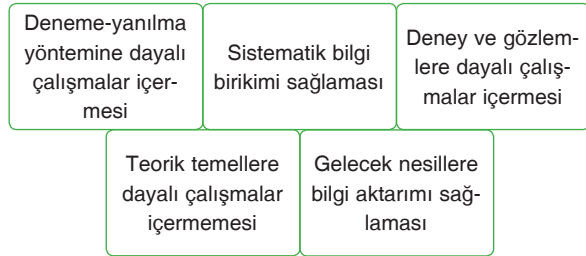 Deneme-yanılma
yöntemine dayalı
çalışmalar içer-
mesi
Sistematik bilgi
birikimi sağlaması
Deney ve gözlem-
lere dayalı çalış-
malar içermesi
Teorik temellere
dayalı çalışmalar
içermemesi
Gelecek nesillere
bilgi aktarımı sağ-
laması